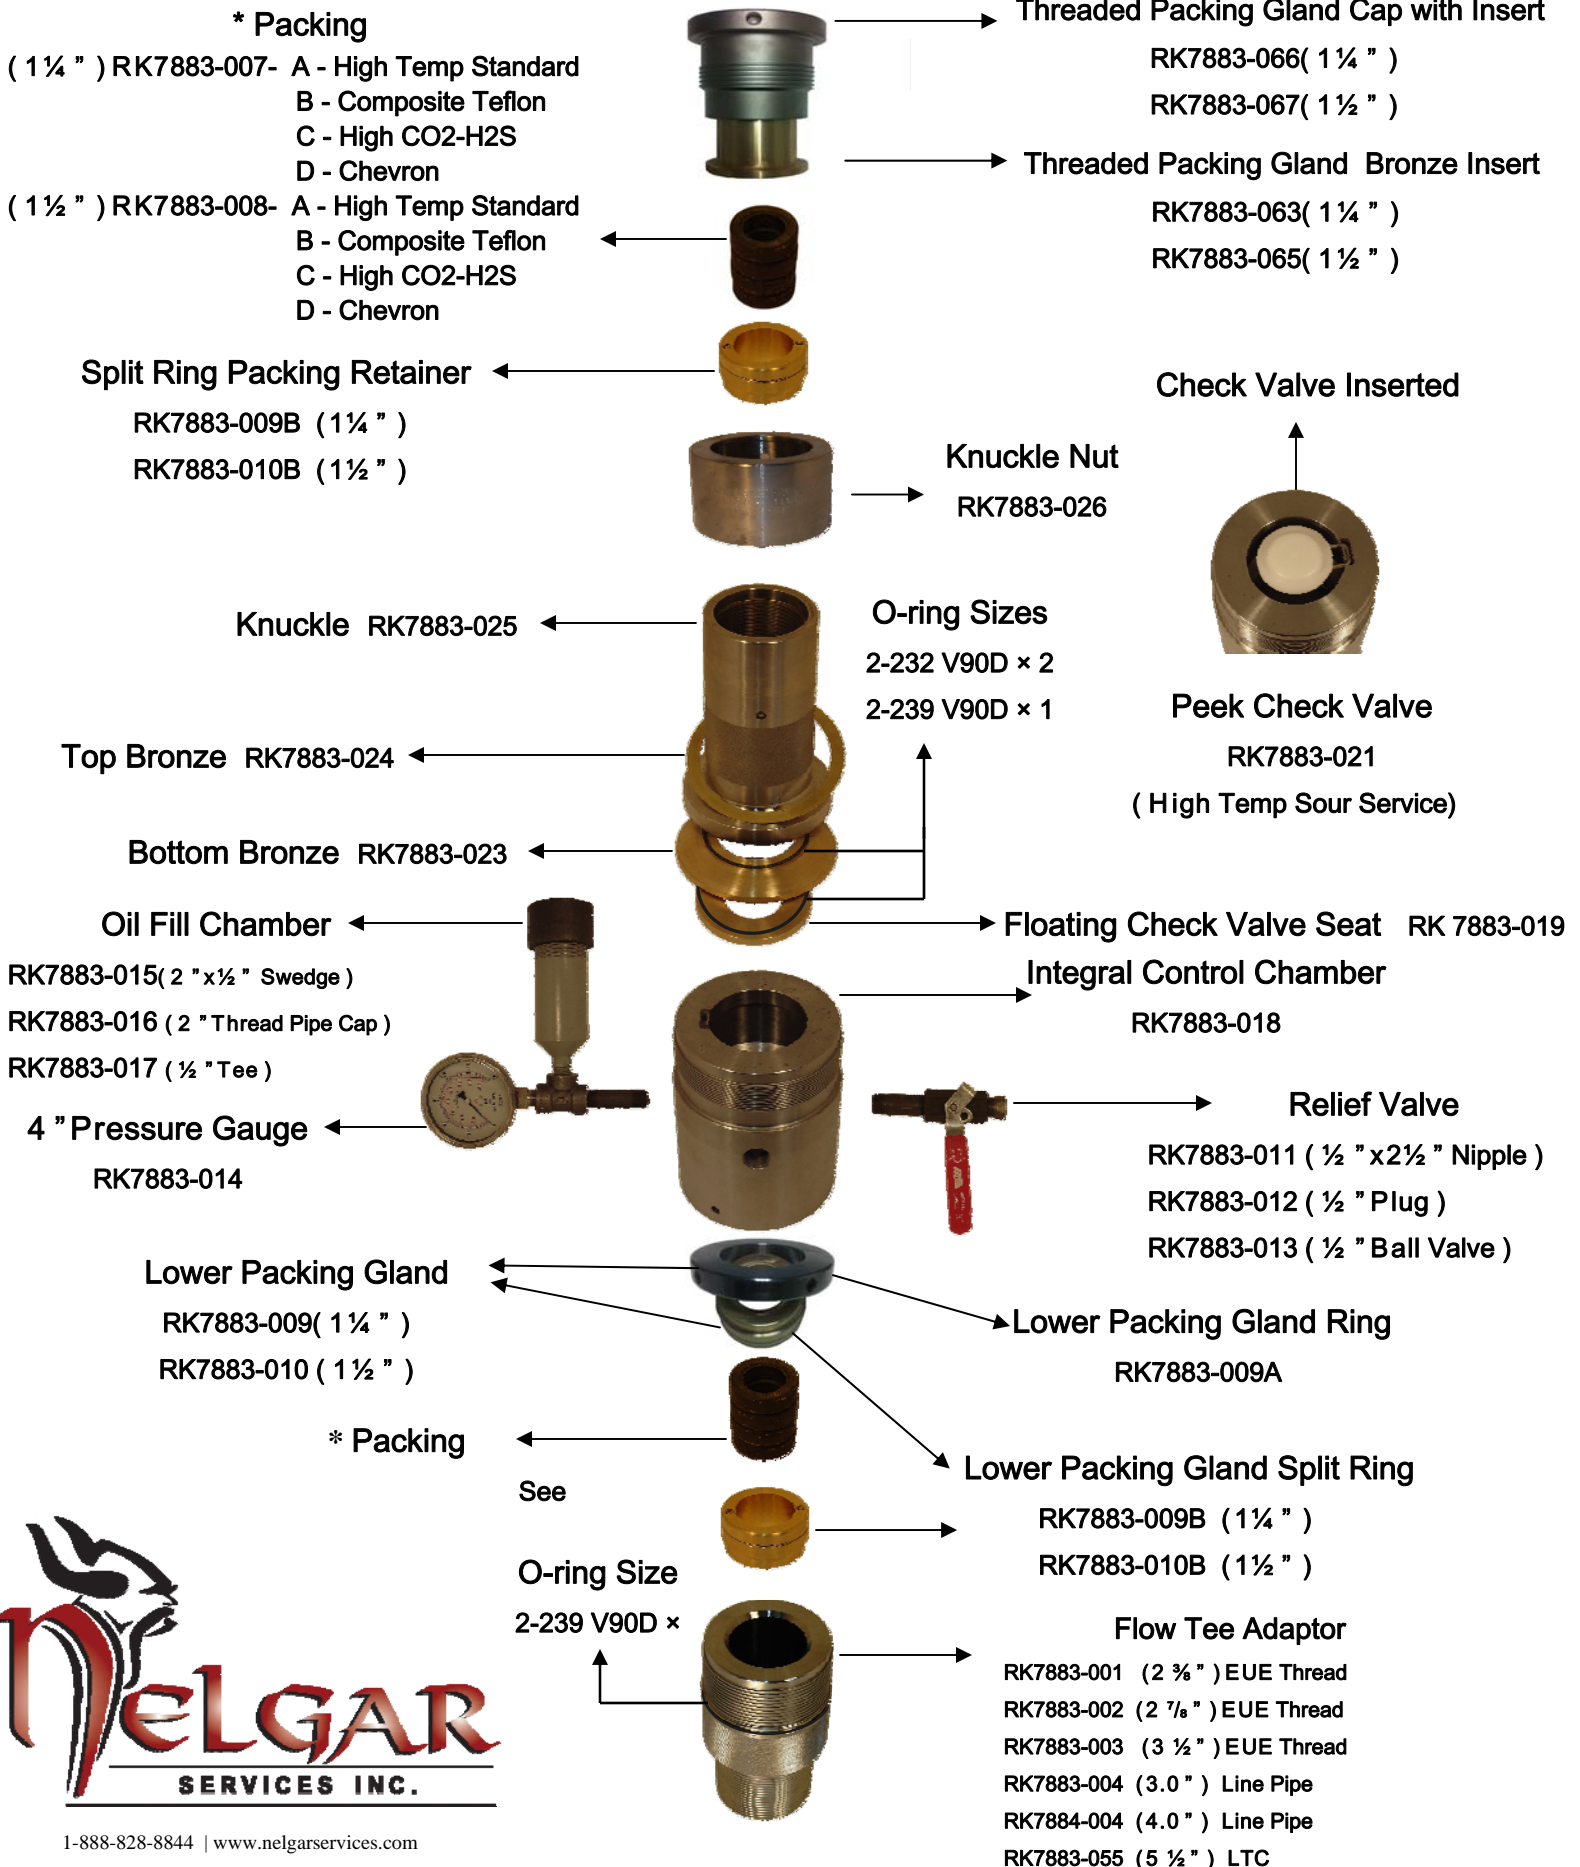 * Packing
( 1¼ ” ) RK7883-007- A - High Temp Standard
B - Composite Teflon
C - High CO2-H2S
D - Chevron
( 1½ ” ) RK7883-008- A - High Temp Standard
B - Composite Teflon
C - High CO2-H2S
D - Chevron
Threaded Packing Gland Cap with Insert
RK7883-066( 1¼ ” )
RK7883-067( 1½ ” )
Threaded Packing Gland Bronze Insert
RK7883-063( 1¼ ” )
RK7883-065( 1½ ” )
Split Ring Packing Retainer
RK7883-009B ( 1¼ ” )
RK7883-010B ( 1½ ” )
Check Valve Inserted
Knuckle Nut
RK7883-026
Knuckle RK7883-025
O-ring Sizes
2-232 V90D × 2
2-239 V90D × 1
Peek Check Valve
RK7883-021
( High Temp Sour Service)
Top Bronze RK7883-024
Bottom Bronze RK7883-023
Oil Fill Chamber
RK7883-015( 2 ”x½ ” Swedge )
RK7883-016 ( 2 ”Thread Pipe Cap )
RK7883-017 ( ½ ”Tee )
Floating Check Valve Seat RK 7883-019
Integral Control Chamber
RK7883-018
4 ”Pressure Gauge
RK7883-014
Relief Valve
RK7883-011 ( ½ ”x2½ ” Nipple )
RK7883-012 ( ½ ”Plug )
RK7883-013 ( ½ ”Ball Valve )
Lower Packing Gland
RK7883-009( 1¼ ” )
RK7883-010 ( 1½ ” )
Lower Packing Gland Ring
RK7883-009A
* Packing
See
Lower Packing Gland Split Ring
RK7883-009B ( 1¼ ” )
RK7883-010B ( 1½ ” )
O-ring Size
2-239 V90D ×
Flow Tee Adaptor
RK7883-001 ( 2 ⅜ ” ) EUE Thread
RK7883-002 ( 2 ⅞ ” ) EUE Thread
RK7883-003 ( 3 ½ ” ) EUE Thread
RK7883-004 ( 3.0 ” ) Line Pipe
RK7884-004 ( 4.0 ” ) Line Pipe
RK7883-055 ( 5 ½ ” ) LTC
NELGAR
SERVICES INC.
1-888-828-8844 | www.nelgarservices.com